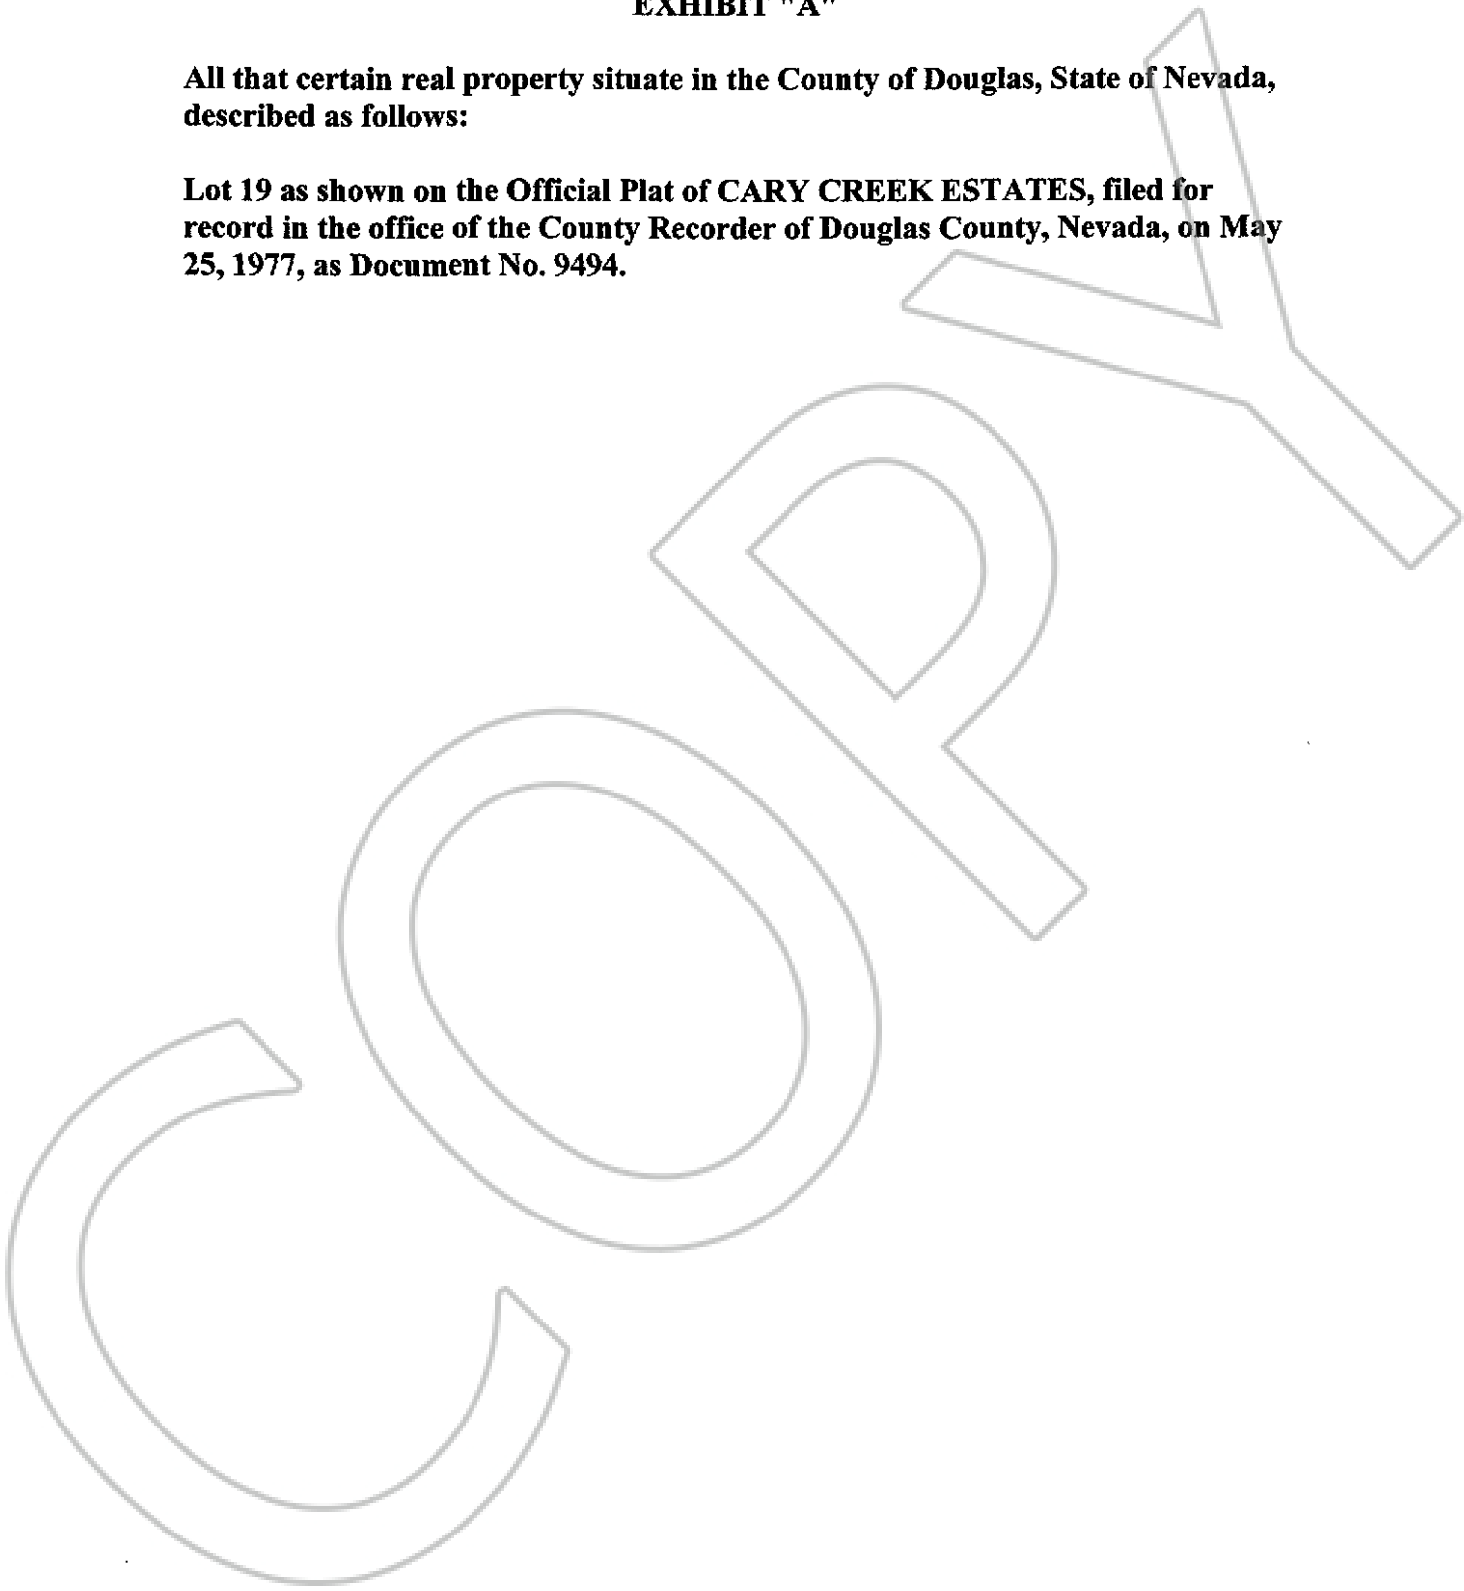 EXHIBIT "A"
All that certain real property situate in the County of Douglas, State of Nevada,
described as follows:
Lot 19 as shown on the Official Plat of CARY CREEK ESTATES, filed for
record in the office of the County Recorder of Douglas County, Nevada, on May
25, 1977, as Document No. 9494.
COPY